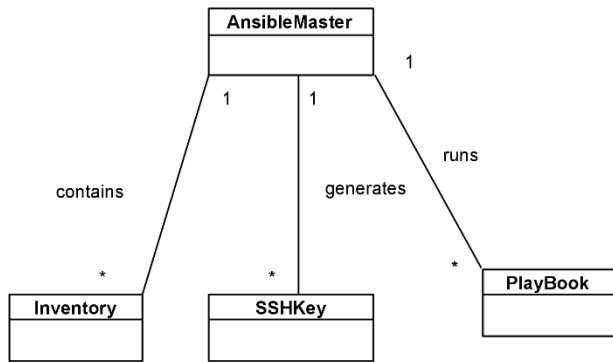 AnsibleMaster
1
1
1
runs
contains
generates
*
*
*
PlayBook
Inventory
SSHKey